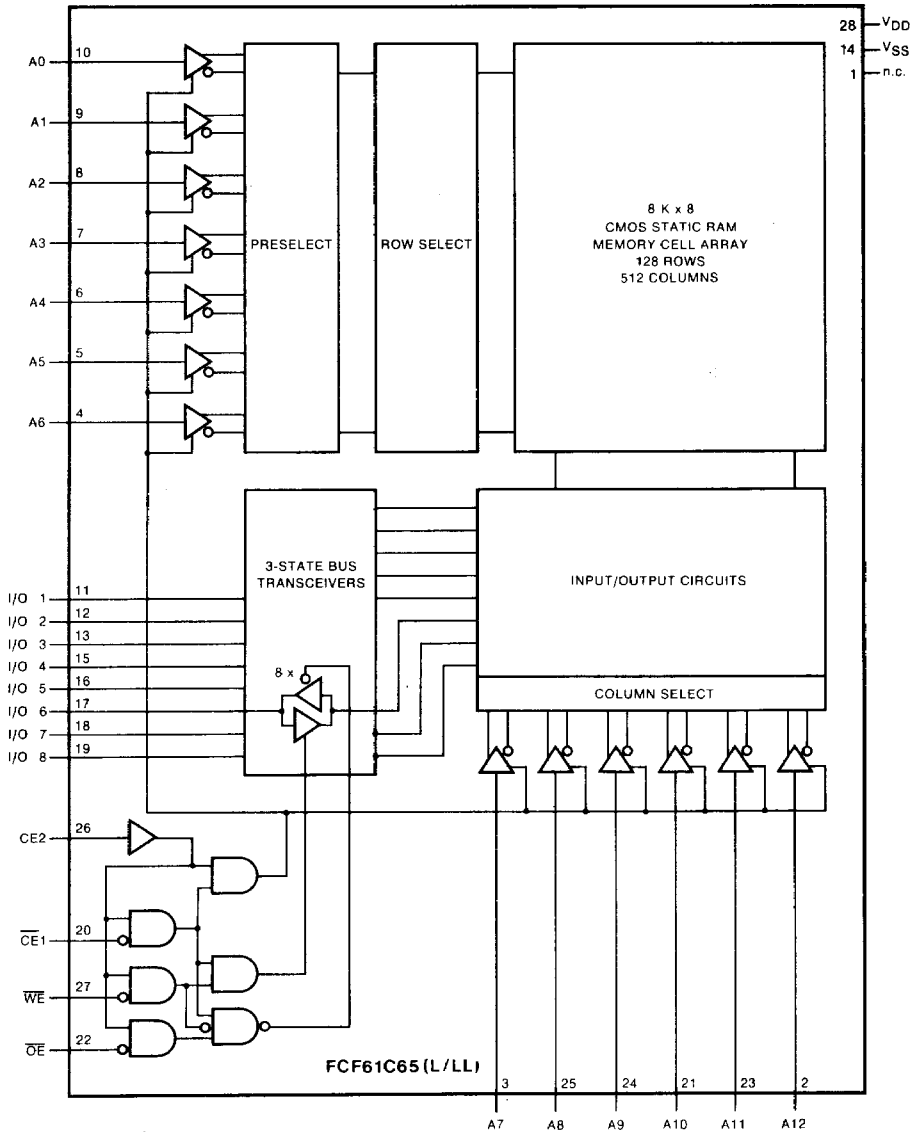 28 VDD
14 VSS
1 n.c.
A0 10
A1 9
A2 8
A3 7
A4 6
A5 5
A6 4
PRESELECT
ROW SELECT
8 K x 8
CMOS STATIC RAM
MEMORY CELL ARRAY
128 ROWS
512 COLUMNS
3-STATE BUS
TRANSCEIVERS
8 x
INPUT/OUTPUT CIRCUITS
COLUMN SELECT
I/O 1 11
I/O 2 12
I/O 3 13
I/O 4 15
I/O 5 16
I/O 6 17
I/O 7 18
I/O 8 19
CE2 26
C̅E̅1 20
W̅E̅ 27
O̅E̅ 22
FCF61C65 (L/LL)
3 25 24 21 23 2
A7 A8 A9 A10 A11 A12